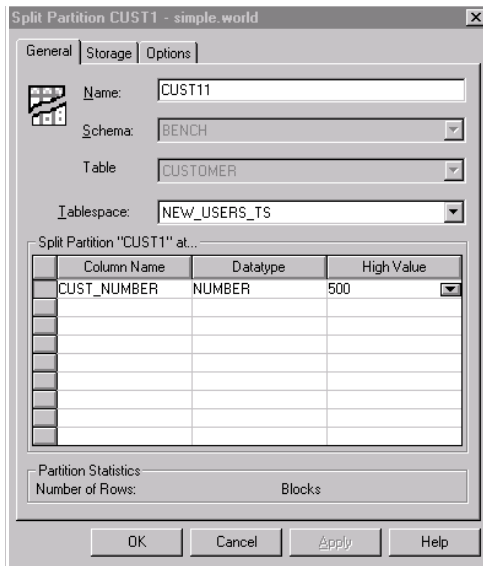 Split Partition CUST1 - simple.world
General Storage Options
Name: CUST11
Schema: BENCH
Table CUSTOMER
Tablespace: NEW_USERS_TS
Split Partition "CUST1" at...
Column Name Datatype High Value
CUST_NUMBER NUMBER 500
Partition Statistics
Number of Rows: Blocks
OK Cancel Apply Help